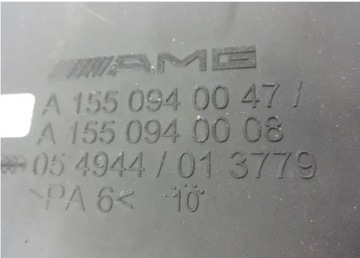 AMG
A 155 094 00 47 /
A 155 094 00 08
05 4944 / 01 3779
>PA 6< 10